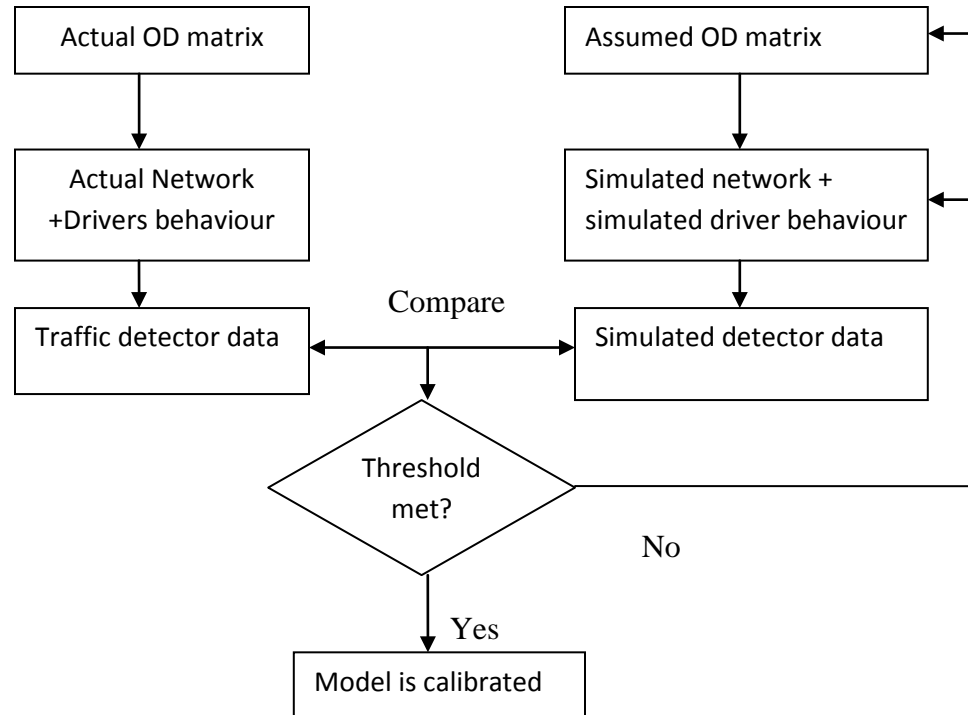 Actual OD matrix
Assumed OD matrix
Actual Network
+Drivers behaviour
Simulated network +
simulated driver behaviour
Compare
Traffic detector data
Simulated detector data
Threshold
met?
No
Yes
Model is calibrated